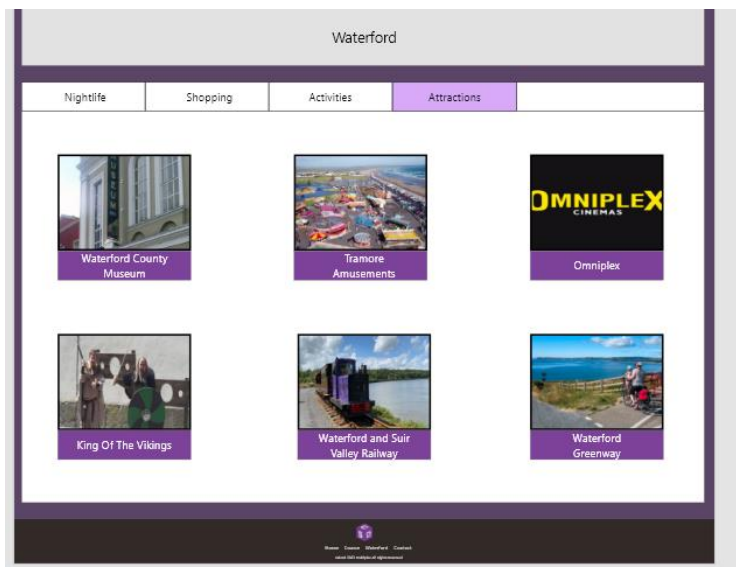 Waterford
Nightlife
Shopping
Activities
Attractions
MUSEUM
OMNIPLEX
CINEMAS
Waterford County
Museum
Tramore
Amusements
Omniplex
King Of The Vikings
Waterford and Suir
Valley Railway
Waterford
Greenway
Home
Waterford Contact